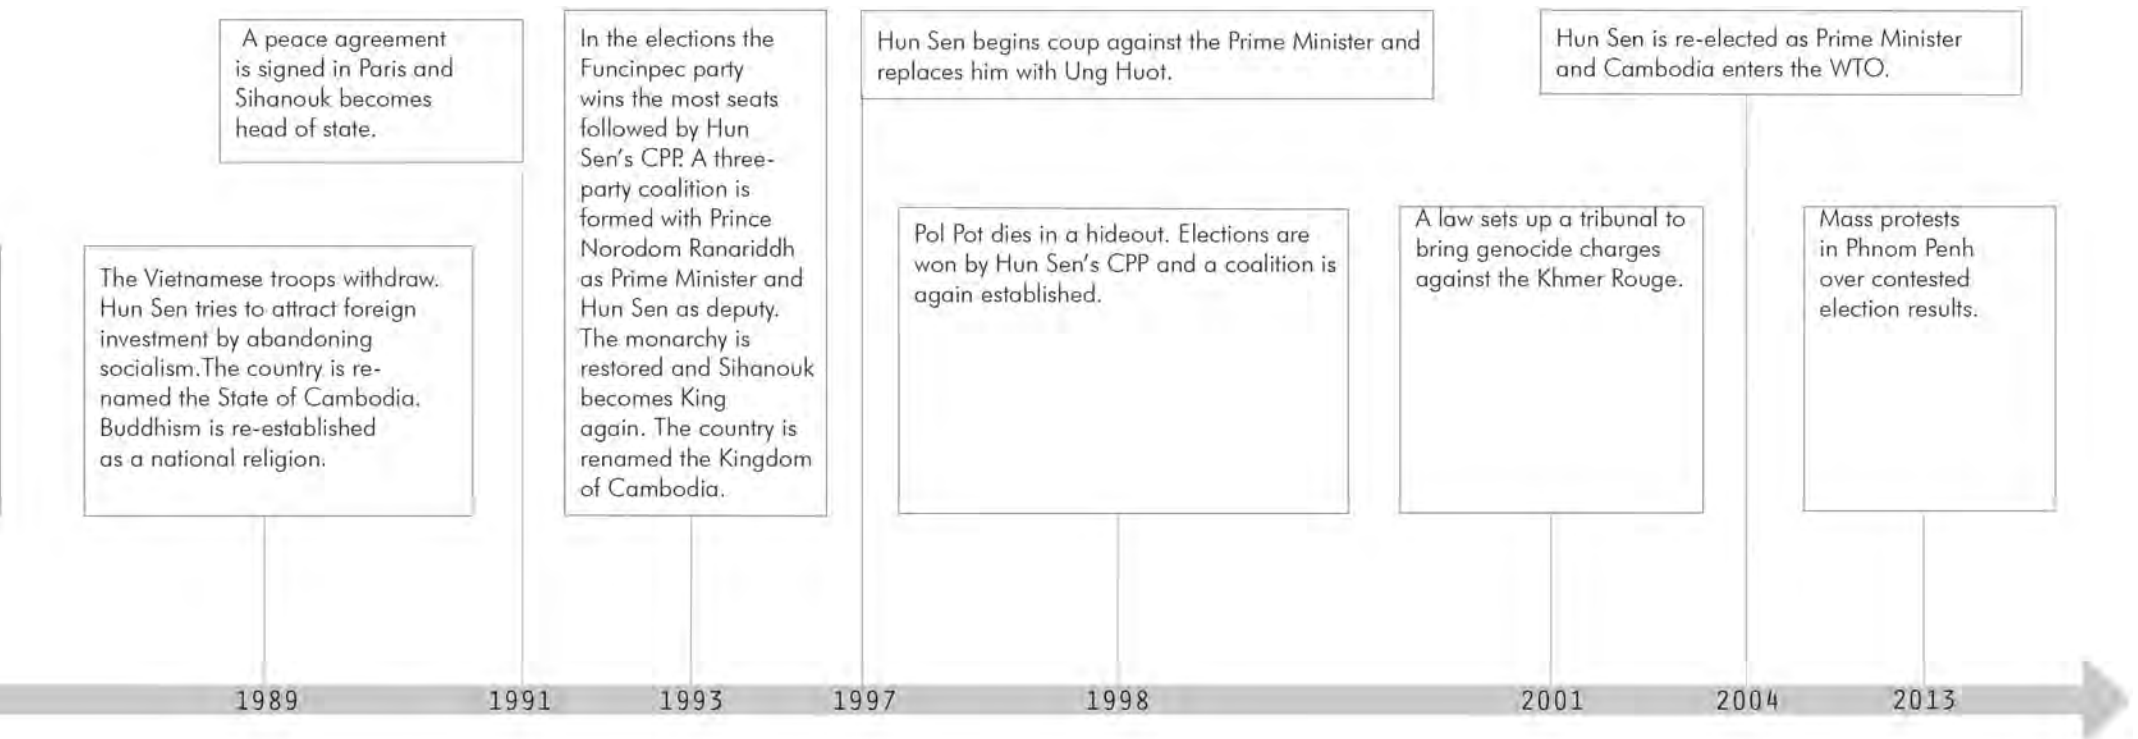 A peace agreement
is signed in Paris and
Sihanouk becomes
head of state.
In the elections the
Funcinpec party
wins the most seats
followed by Hun
Sen's CPP. A three-
party coalition is
formed with Prince
Norodom Ranariddh
as Prime Minister and
Hun Sen as deputy.
The monarchy is
restored and Sihanouk
becomes King
again. The country is
renamed the Kingdom
of Cambodia.
Hun Sen begins coup against the Prime Minister and
replaces him with Ung Huot.
Hun Sen is re-elected as Prime Minister
and Cambodia enters the WTO.
The Vietnamese troops withdraw.
Hun Sen tries to attract foreign
investment by abandoning
socialism.The country is re-
named the State of Cambodia.
Buddhism is re-established
as a national religion.
Pol Pot dies in a hideout. Elections are
won by Hun Sen's CPP and a coalition is
again established.
A law sets up a tribunal to
bring genocide charges
against the Khmer Rouge.
Mass protests
in Phnom Penh
over contested
election results.
1989 1991 1993 1997 1998 2001 2004 2013